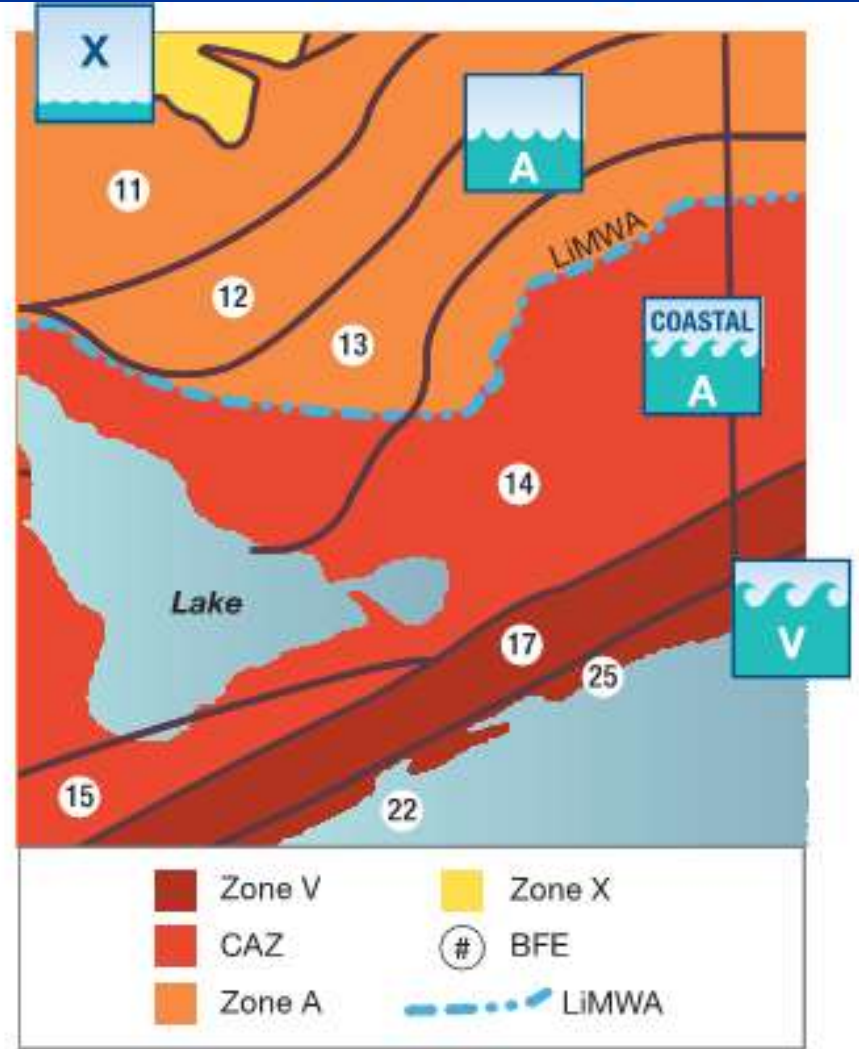 X
A
11
LiMWA
12
COASTAL
A
13
14
Lake
17
V
25
15
22
Zone V
Zone X
CAZ
# BFE
Zone A
LiMWA